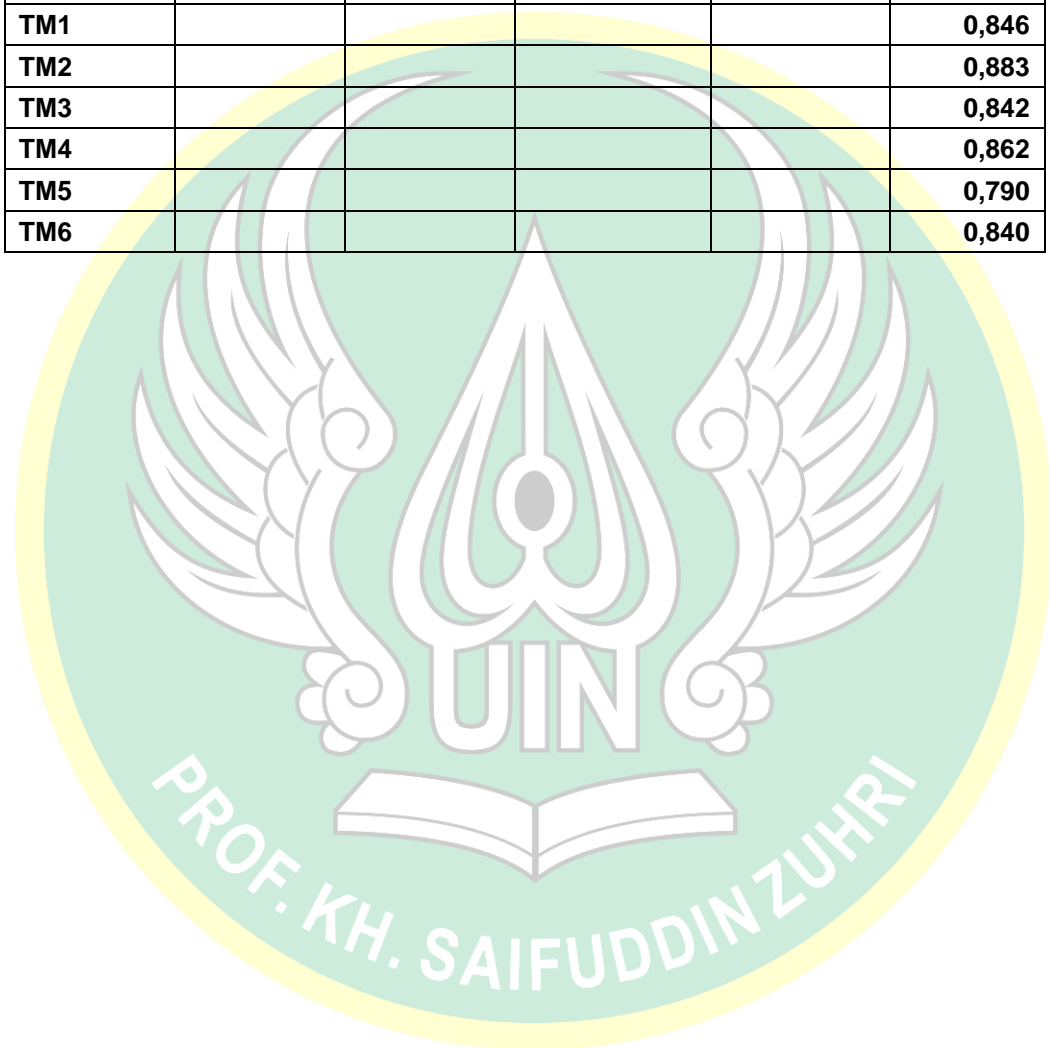 TM1 0,846
TM2 0,883
TM3 0,842
TM4 0,862
TM5 0,790
TM6 0,840
UIN
PROF. KH. SAIFUDDIN ZUHRI